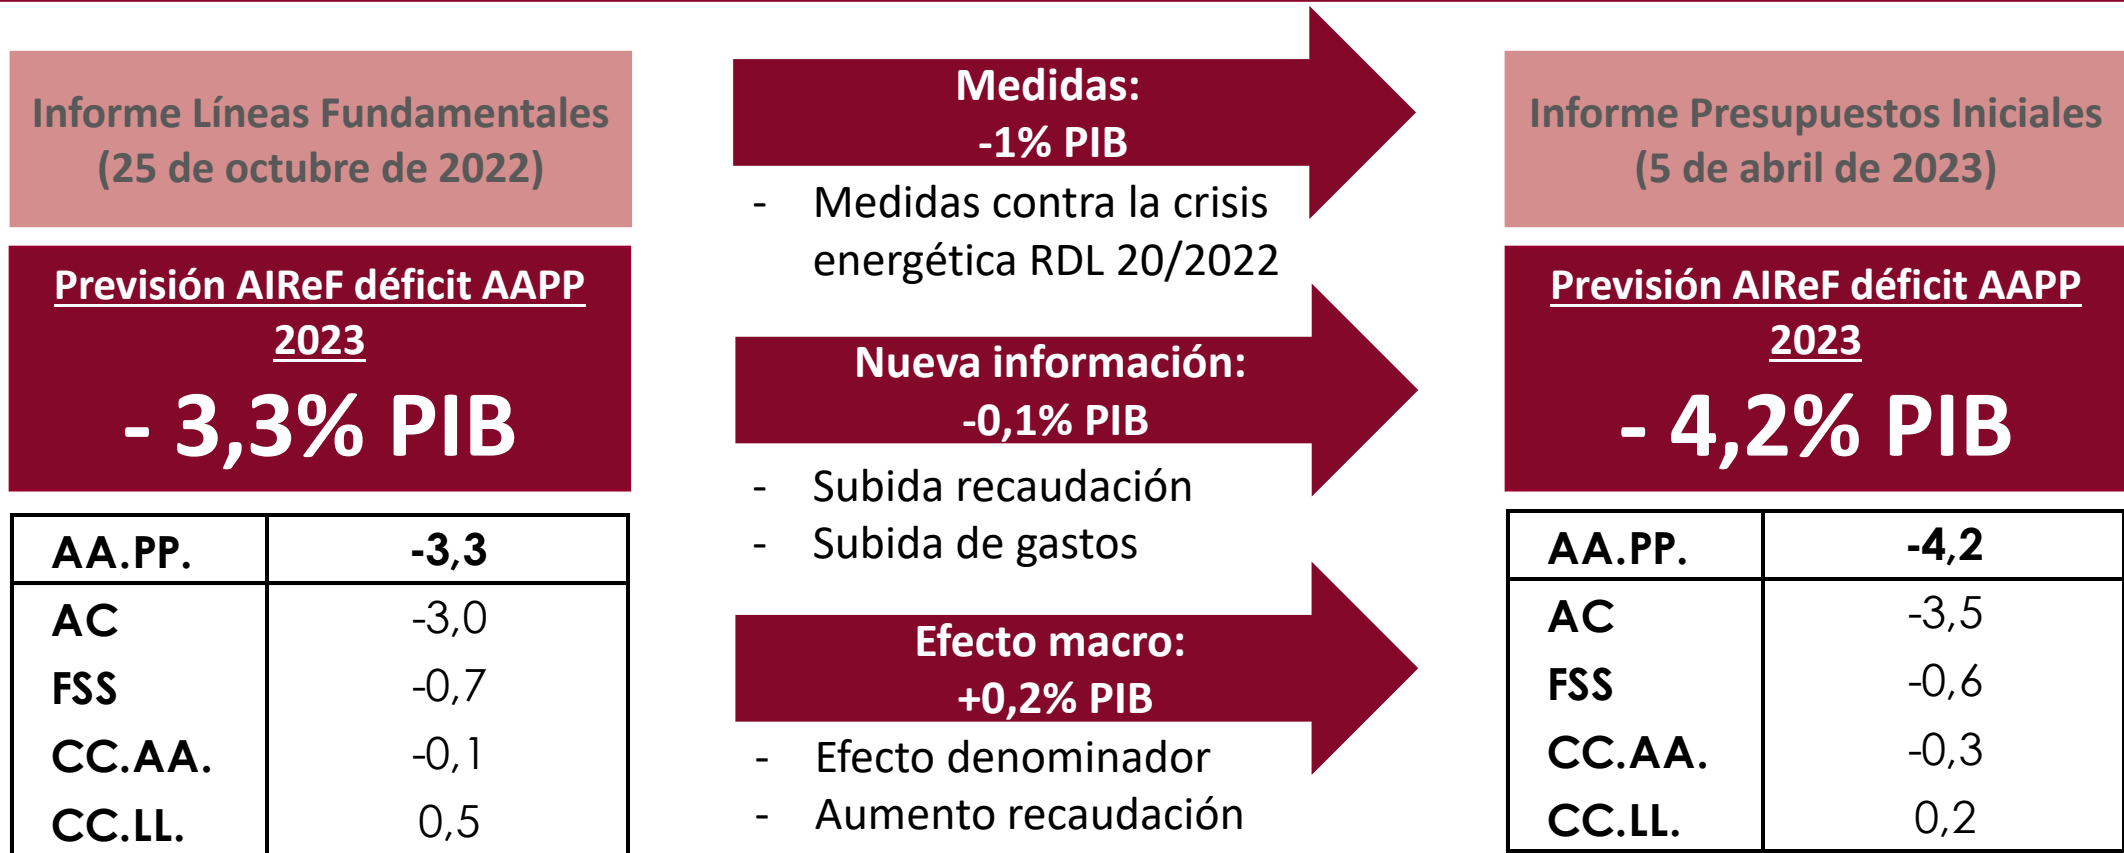 Informe Líneas Fundamentales
(25 de octubre de 2022)
Previsión AIReF déficit AAPP
2023
- 3,3% PIB
AA.PP. -3,3
AC -3,0
FSS -0,7
CC.AA. -0,1
CC.LL. 0,5
Medidas:
-1% PIB
- Medidas contra la crisis
energética RDL 20/2022
Nueva información:
-0,1% PIB
- Subida recaudación
- Subida de gastos
Efecto macro:
+0,2% PIB
- Efecto denominador
- Aumento recaudación
Informe Presupuestos Iniciales
(5 de abril de 2023)
Previsión AIReF déficit AAPP
2023
- 4,2% PIB
AA.PP. -4,2
AC -3,5
FSS -0,6
CC.AA. -0,3
CC.LL. 0,2